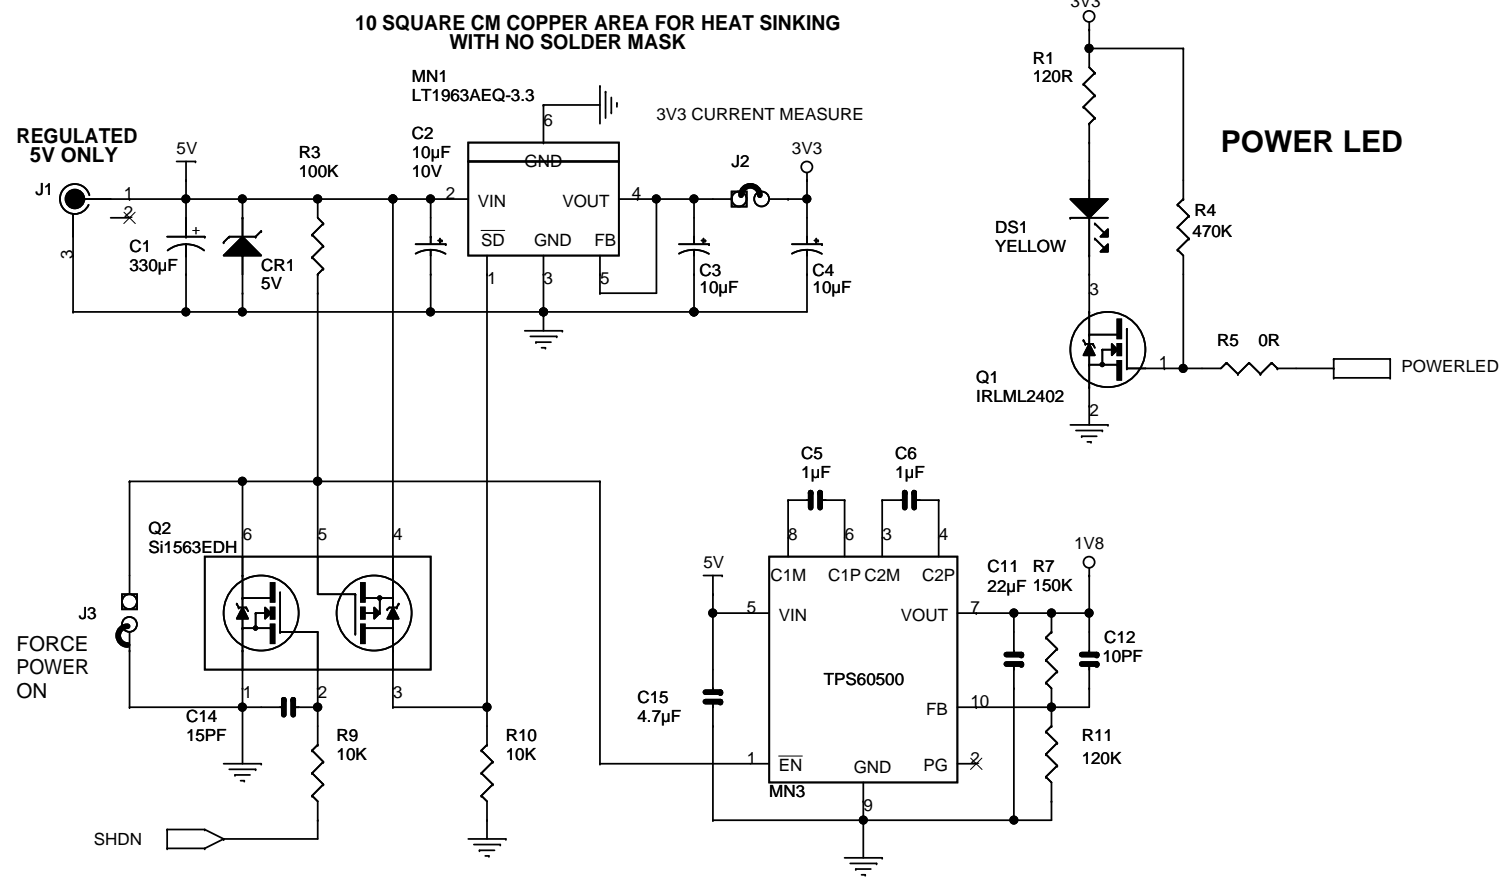 10 SQUARE CM COPPER AREA FOR HEAT SINKING
WITH NO SOLDER MASK
MN1
LT1963AEQ-3.3
6
GND
3V3 CURRENT MEASURE
REGULATED
5V ONLY
5V
R3
100K
C2
10µF
10V
J2
3V3
J1
1
2
3
2
VIN
VOUT
4
SD
GND
FB
1
3
5
C1
330µF
+
CR1
5V
+
+
C3
10µF
+
C4
10µF
3V3
R1
120R
POWER LED
DS1
YELLOW
R4
470K
3
Q1
IRLML2402
1
2
R5 0R
POWERLED
Q2
Si1563EDH
6
5
4
J3
FORCE
POWER
ON
1
2
3
C14
15PF
R9
10K
R10
10K
SHDN
C5
1µF
C6
1µF
8
6
3
4
5V
C1M
C1P
C2M
C2P
C11
22µF
R7
150K
1V8
5
VIN
VOUT
7
C12
10PF
TPS60500
C15
4.7µF
FB
10
R11
120K
1
EN
GND
PG
2
MN3
9